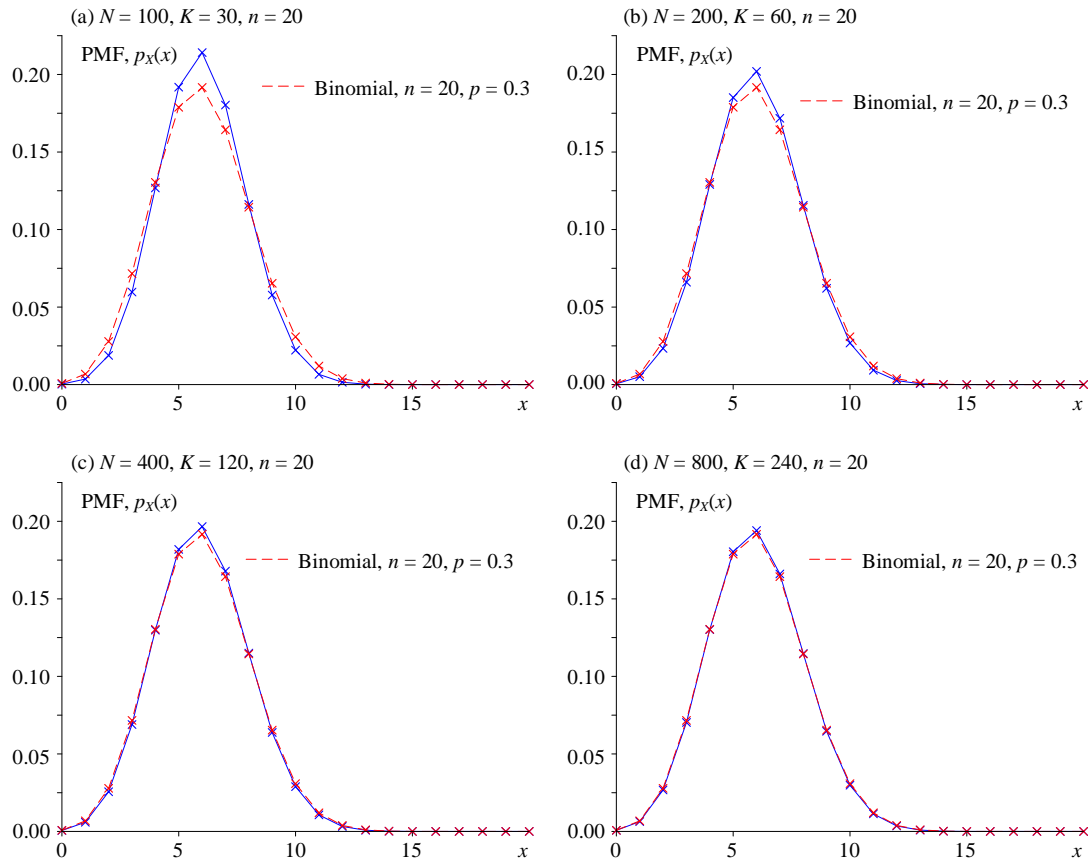 (a) N = 100, K = 30, n = 20
PMF, pX(x)
Binomial, n = 20, p = 0.3
0.20
0.15
0.10
0.05
0.00
0 5 10 15 x
(b) N = 200, K = 60, n = 20
PMF, pX(x)
Binomial, n = 20, p = 0.3
0.20
0.15
0.10
0.05
0.00
0 5 10 15 x
(c) N = 400, K = 120, n = 20
PMF, pX(x)
Binomial, n = 20, p = 0.3
0.20
0.15
0.10
0.05
0.00
0 5 10 15 x
(d) N = 800, K = 240, n = 20
PMF, pX(x)
Binomial, n = 20, p = 0.3
0.20
0.15
0.10
0.05
0.00
0 5 10 15 x